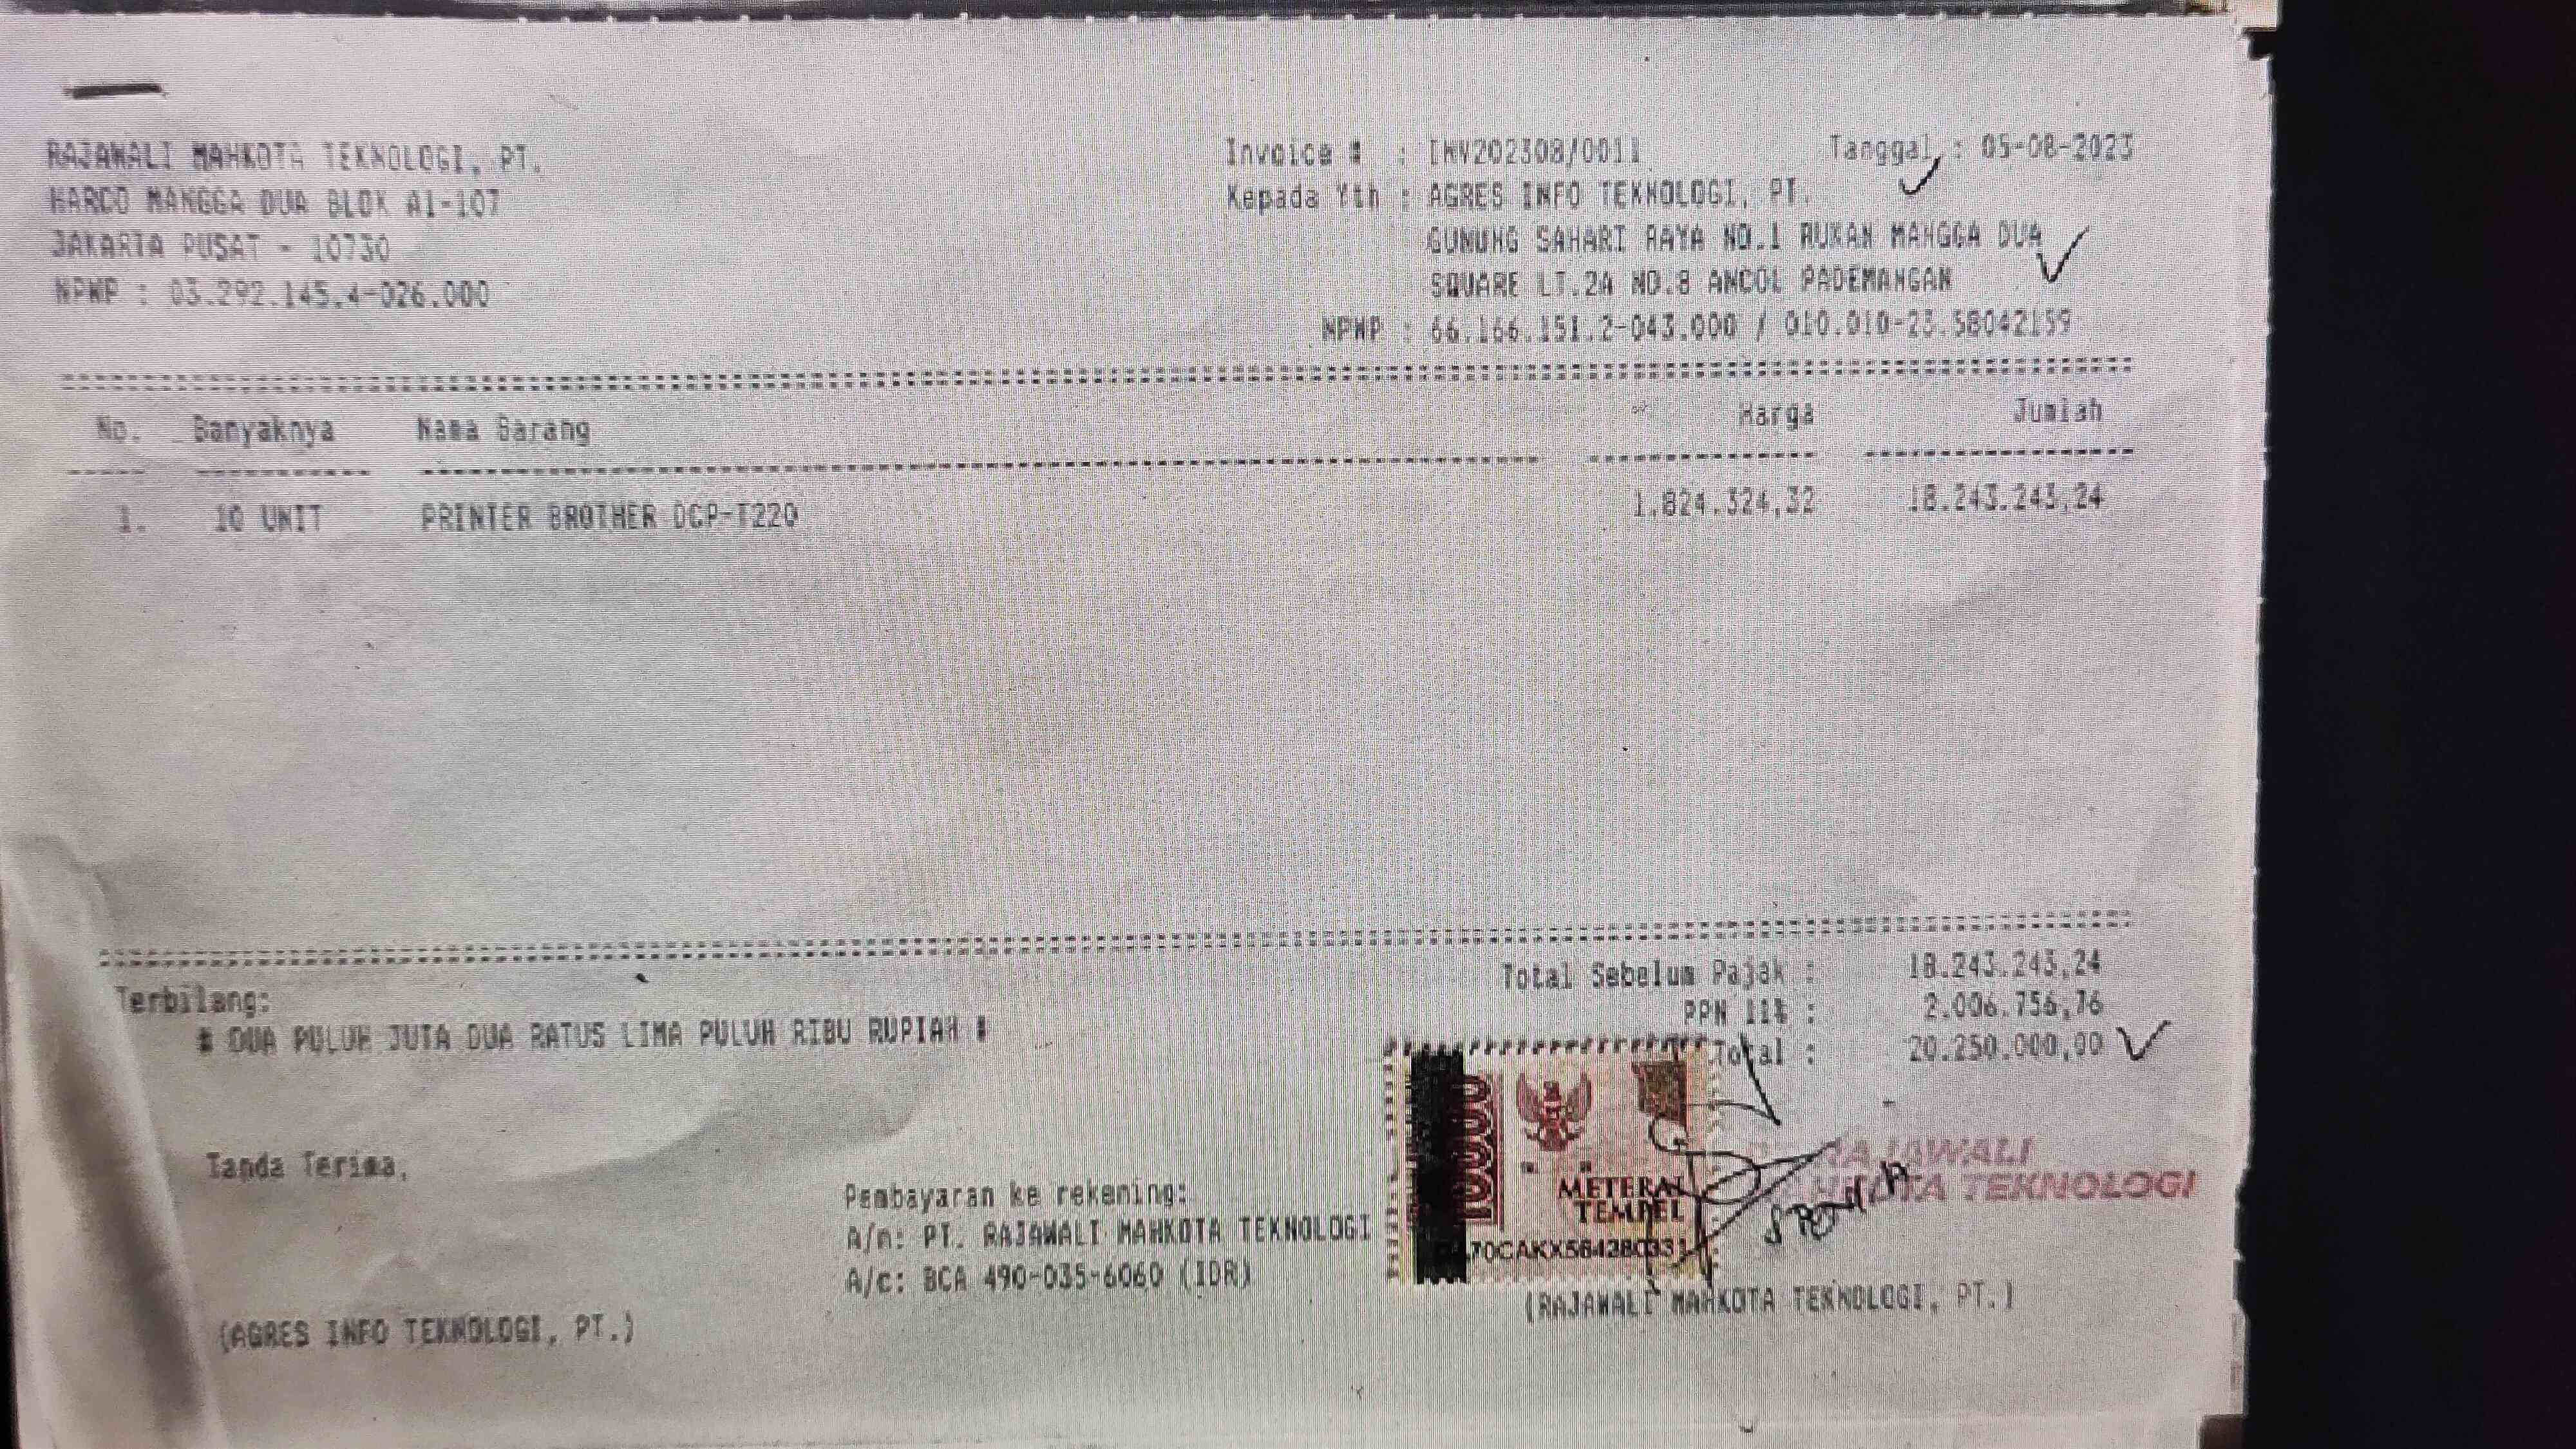 RAJAWALI MAHKOTA TEKNOLOGI, PT.
HARCO MANGGA DUA BLOK A1-107
JAKARTA PUSAT - 10730
NPWP : 03.292.145.4-026.000
Invoice # : INV202308/0011 Tanggal : 05-08-2023
Kepada Yth : AGRES INFO TEKNOLOGI, PT.
GUNUNG SAHARI RAYA NO.1 RUKAN MANGGA DUA
SQUARE LT.2A NO.8 ANCOL PADEMANGAN
NPWP : 66.166.151.2-043.000 / 010.010-23.58042159
No. Banyaknya Nama Barang Harga Jumlah
1. 10 UNIT PRINTER BROTHER DCP-T220 1.824.324,32 18.243.243,24
Total Sebelum Pajak : 18.243.243,24
PPN 11% : 2.006.756,76
Total : 20.250.000,00
Terbilang:
# DUA PULUH JUTA DUA RATUS LIMA PULUH RIBU RUPIAH #
Tanda Terima,
(AGRES INFO TEKNOLOGI, PT.)
Pembayaran ke rekening:
A/n: PT. RAJAWALI MAHKOTA TEKNOLOGI
A/c: BCA 490-035-6060 (IDR)
10000
METERAI
TEMPEL
RAJAWALI
TEKNOLOGI
(RAJAWALI MAHKOTA TEKNOLOGI, PT.)